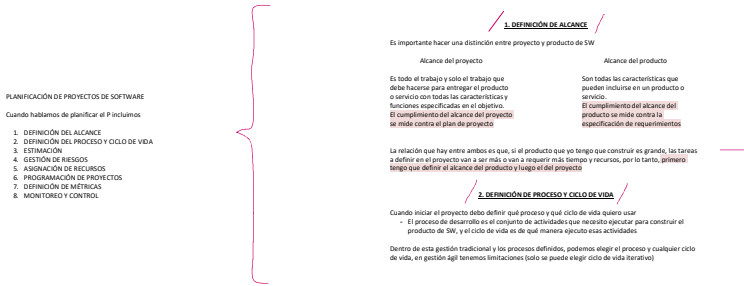 PLANIFICACIÓN DE PROYECTOS DE SOFTWARE
Cuando hablamos de planificar el P incluimos
1. DEFINICIÓN DEL ALCANCE
2. DEFINICIÓN DEL PROCESO Y CICLO DE VIDA
3. ESTIMACIÓN
4. GESTIÓN DE RIESGOS
5. ASIGNACIÓN DE RECURSOS
6. PROGRAMACIÓN DE PROYECTOS
7. DEFINICIÓN DE MÉTRICAS
8. MONITOREO Y CONTROL
1. DEFINICIÓN DE ALCANCE
Es importante hacer una distinción entre proyecto y producto de SW
Alcance del proyecto
Es todo el trabajo y solo el trabajo que
debe hacerse para entregar el producto
o servicio con todas las características y
funciones especificadas en el objetivo.
El cumplimiento del alcance del proyecto
se mide contra el plan de proyecto
Alcance del producto
Son todas las características que
pueden incluirse en un producto o
servicio.
El cumplimiento del alcance del
producto se mide contra la
especificación de requerimientos
La relación que hay entre ambos es que, si el producto que yo tengo que construir es grande, las tareas
a definir en el proyecto van a ser más o van a requerir más tiempo y recursos, por lo tanto, primero
tengo que definir el alcance del producto y luego el del proyecto
2. DEFINICIÓN DE PROCESO Y CICLO DE VIDA
Cuando iniciar el proyecto debo definir qué proceso y qué ciclo de vida quiero usar
- El proceso de desarrollo es el conjunto de actividades que necesito ejecutar para construir el
producto de SW, y el ciclo de vida es de qué manera ejecuto esas actividades
Dentro de esta gestión tradicional y los procesos definidos, podemos elegir el proceso y cualquier ciclo
de vida, en gestión ágil tenemos limitaciones (solo se puede elegir ciclo de vida iterativo)